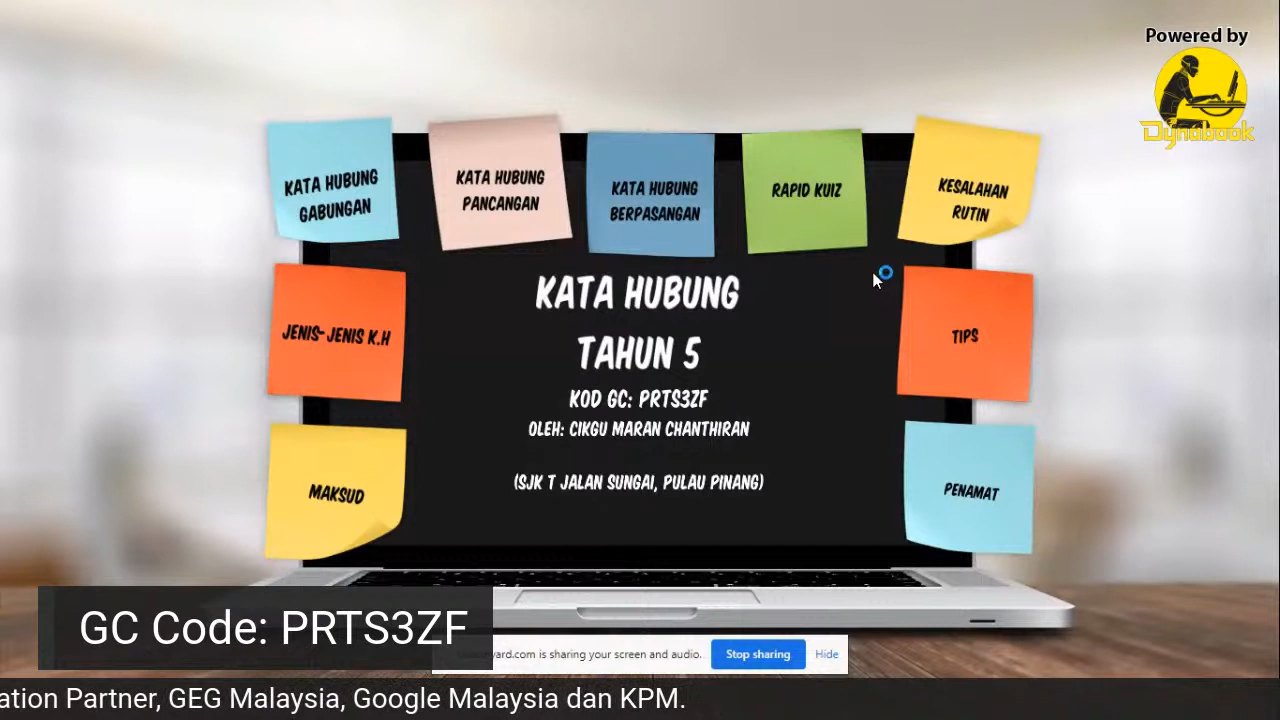 Powered by
Dynabook
KATA HUBUNG
GABUNGAN
KATA HUBUNG
PANCANGAN
KATA HUBUNG
BERPASANGAN
RAPID KUIZ
KESALAHAN
RUTIN
JENIS-JENIS K.H
KATA HUBUNG
TAHUN 5
KOD GC: PRTS3ZF
OLEH: CIKGU MARAN CHANTHIRAN
(SJK T JALAN SUNGAI, PULAU PINANG)
TIPS
MAKSUD
PENAMAT
GC Code: PRTS3ZF
is sharing your screen and audio.
Stop sharing
Hide
Partner, GEG Malaysia, Google Malaysia dan KPM.